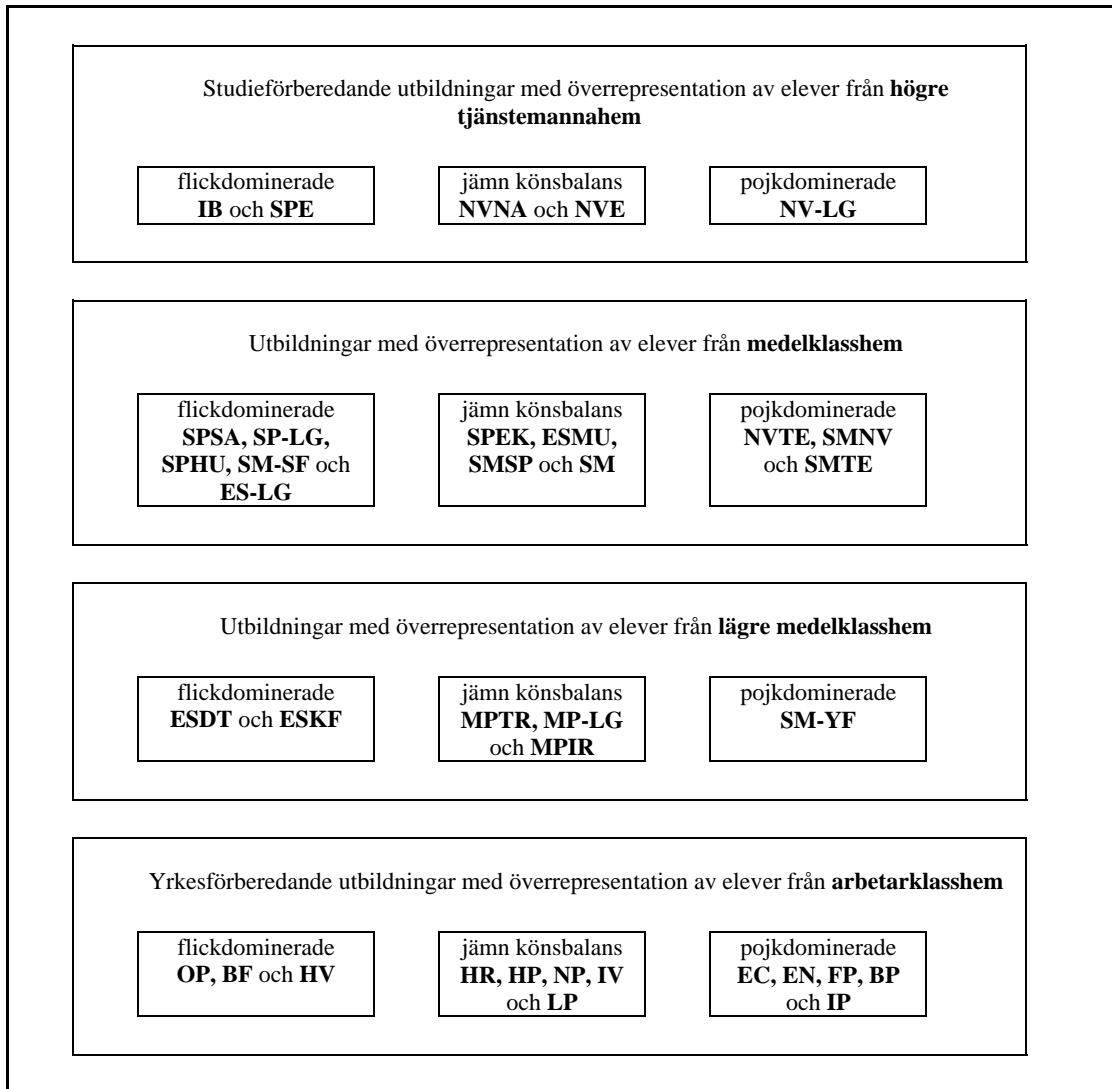 Studieförberedande utbildningar med överrepresentation av elever från högre
tjänstemannahem
flickdominerade
IB och SPE
jämn könsbalans
NVNA och NVE
pojkdominerade
NV-LG
Utbildningar med överrepresentation av elever från medelklasshem
flickdominerade
SPSA, SP-LG,
SPHU, SM-SF och
ES-LG
jämn könsbalans
SPEK, ESMU,
SMSP och SM
pojkdominerade
NVTE, SMNV
och SMTE
Utbildningar med överrepresentation av elever från lägre medelklasshem
flickdominerade
ESDT och ESKF
jämn könsbalans
MPTR, MP-LG
och MPIR
pojkdominerade
SM-YF
Yrkesförberedande utbildningar med överrepresentation av elever från arbetarklasshem
flickdominerade
OP, BF och HV
jämn könsbalans
HR, HP, NP, IV
och LP
pojkdominerade
EC, EN, FP, BP
och IP